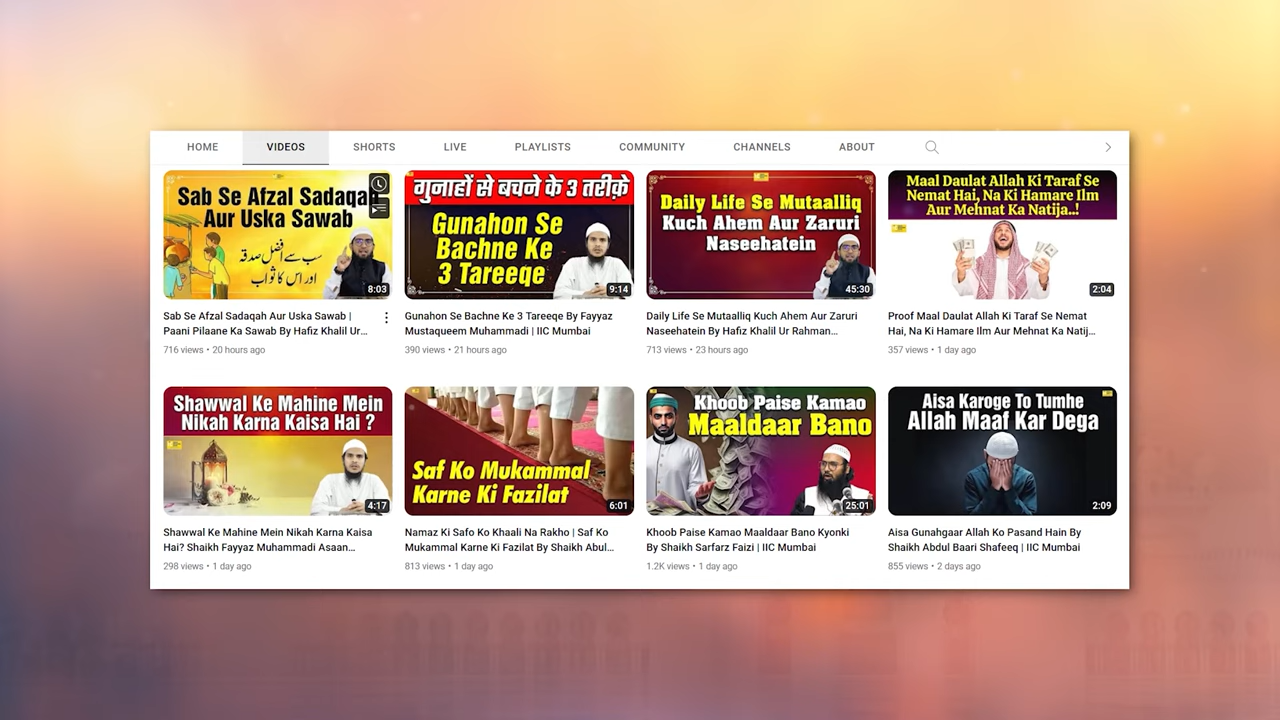 HOME VIDEOS SHORTS LIVE PLAYLISTS COMMUNITY CHANNELS ABOUT
Sab Se Afzal Sadaqah
Aur Uska Sawab
سب سے افضل صدقہ
اور اس کا ثواب
8:03
गुनाहों से बचने के 3 तरीक़े
Gunahon Se
Bachne Ke
3 Tareeqe
9:14
Daily Life Se Mutaalliq
Kuch Ahem Aur Zaruri
Naseehatein
45:30
Maal Daulat Allah Ki Taraf Se
Nemat Hai, Na Ki Hamare Ilm
Aur Mehnat Ka Natija..!
2:04
Sab Se Afzal Sadaqah Aur Uska Sawab |
Paani Pilaane Ka Sawab By Hafiz Khalil Ur...
716 views • 20 hours ago
Gunahon Se Bachne Ke 3 Tareeqe By Fayyaz
Mustaqueem Muhammadi | IIC Mumbai
390 views • 21 hours ago
Daily Life Se Mutaalliq Kuch Ahem Aur Zaruri
Naseehatein By Hafiz Khalil Ur Rahman...
713 views • 23 hours ago
Proof Maal Daulat Allah Ki Taraf Se Nemat
Hai, Na Ki Hamare Ilm Aur Mehnat Ka Natij...
357 views • 1 day ago
Shawwal Ke Mahine Mein
Nikah Karna Kaisa Hai ?
4:17
Saf Ko Mukammal
Karne Ki Fazilat
6:01
Khoob Paise Kamao
Maaldaar Bano
25:01
Aisa Karoge To Tumhe
Allah Maaf Kar Dega
2:09
Shawwal Ke Mahine Mein Nikah Karna Kaisa
Hai? Shaikh Fayyaz Muhammadi Asaan...
298 views • 1 day ago
Namaz Ki Safo Ko Khaali Na Rakho | Saf Ko
Mukammal Karne Ki Fazilat By Shaikh Abul...
813 views • 1 day ago
Khoob Paise Kamao Maaldaar Bano Kyonki
By Shaikh Sarfarz Faizi | IIC Mumbai
1.2K views • 1 day ago
Aisa Gunahgaar Allah Ko Pasand Hain By
Shaikh Abdul Baari Shafeeq | IIC Mumbai
855 views • 2 days ago